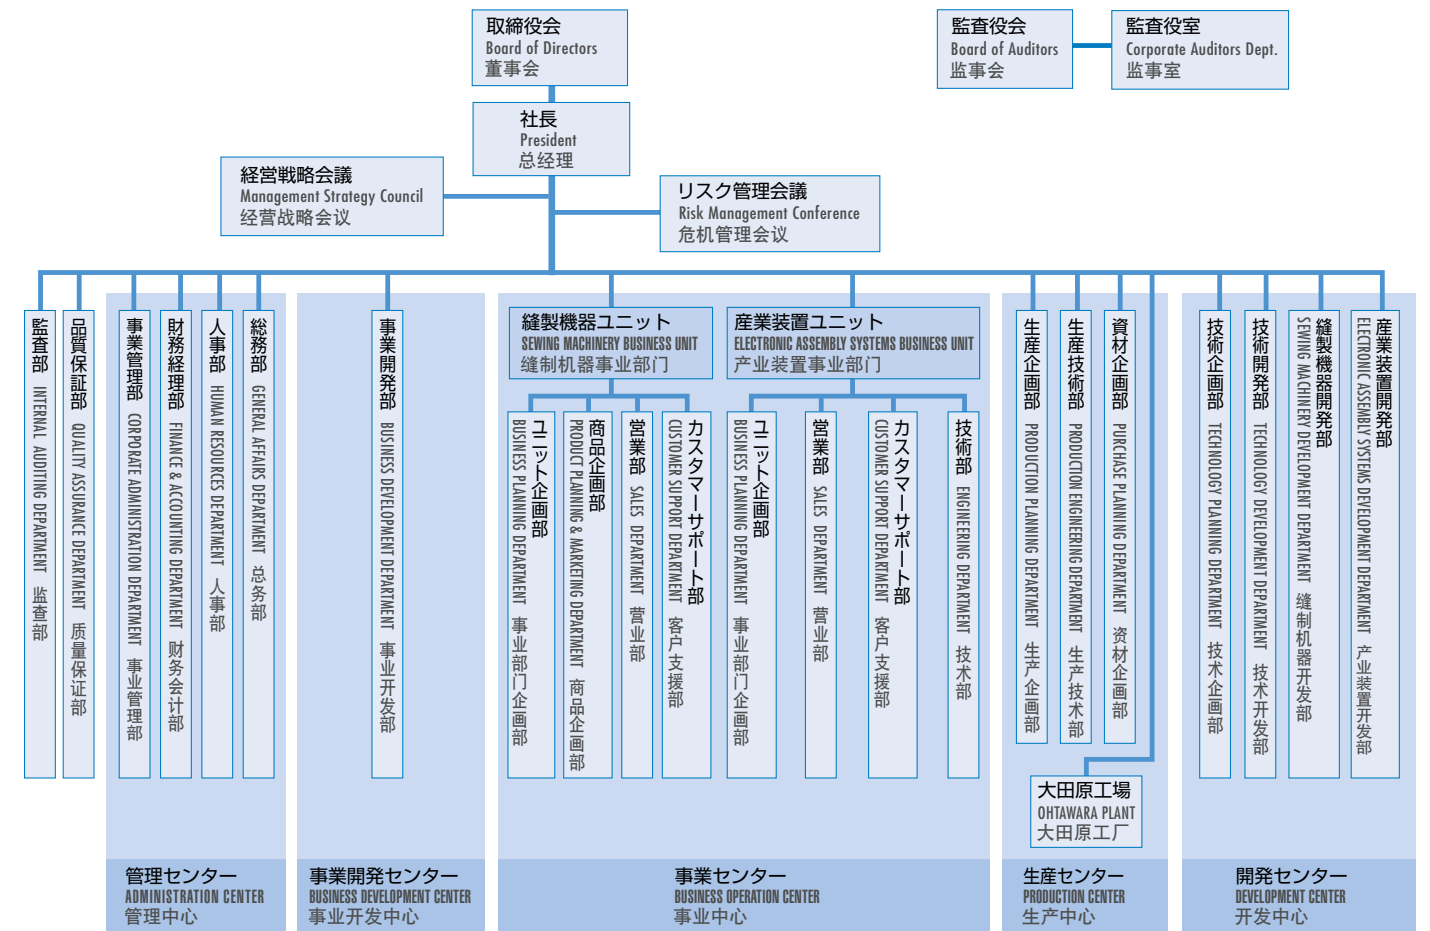 取締役会
Board of Directors
董事会
監査役会
Board of Auditors
监事会
監査役室
Corporate Auditors Dept.
监事室
社長
President
总经理
経営戦略会議
Management Strategy Council
经营战略会议
リスク管理会議
Risk Management Conference
危机管理会议
監査部 INTERNAL AUDITING DEPARTMENT 监查部
品質保証部 QUALITY ASSURANCE DEPARTMENT 质量保证部
事業管理部 CORPORATE ADMINISTRATION DEPARTMENT 事业管理部
財務経理部 FINANCE & ACCOUNTING DEPARTMENT 财务会计部
人事部 HUMAN RESOURCES DEPARTMENT 人事部
総務部 GENERAL AFFAIRS DEPARTMENT 总务部
管理センター
ADMINISTRATION CENTER
管理中心
事業開発部 BUSINESS DEVELOPMENT DEPARTMENT 事业开发部
事業開発センター
BUSINESS DEVELOPMENT CENTER
事业开发中心
縫製機器ユニット
SEWING MACHINERY BUSINESS UNIT
缝制机器事业部门
ユニット企画部
BUSINESS PLANNING DEPARTMENT 事业部门企画部
商品企画部
PRODUCT PLANNING & MARKETING DEPARTMENT 商品企画部
営業部 SALES DEPARTMENT 营业部
カスタマーサポート部
CUSTOMER SUPPORT DEPARTMENT 客户支援部
産業装置ユニット
ELECTRONIC ASSEMBLY SYSTEMS BUSINESS UNIT
产业装置事业部门
ユニット企画部
BUSINESS PLANNING DEPARTMENT 事业部门企画部
営業部 SALES DEPARTMENT 营业部
カスタマーサポート部
CUSTOMER SUPPORT DEPARTMENT 客户支援部
技術部 ENGINEERING DEPARTMENT 技术部
事業センター
BUSINESS OPERATION CENTER
事业中心
生産企画部 PRODUCTION PLANNING DEPARTMENT 生产企画部
生産技術部 PRODUCTION ENGINEERING DEPARTMENT 生产技术部
資材企画部 PURCHASE PLANNING DEPARTMENT 资材企画部
大田原工場
OHTAWARA PLANT
大田原工厂
生産センター
PRODUCTION CENTER
生产中心
技術企画部 TECHNOLOGY PLANNING DEPARTMENT 技术企画部
技術開発部 TECHNOLOGY DEVELOPMENT DEPARTMENT 技术开发部
縫製機器開発部
SEWING MACHINERY DEVELOPMENT DEPARTMENT 缝制机器开发部
産業装置開発部
ELECTRONIC ASSEMBLY SYSTEMS DEVELOPMENT DEPARTMENT 产业装置开发部
開発センター
DEVELOPMENT CENTER
开发中心